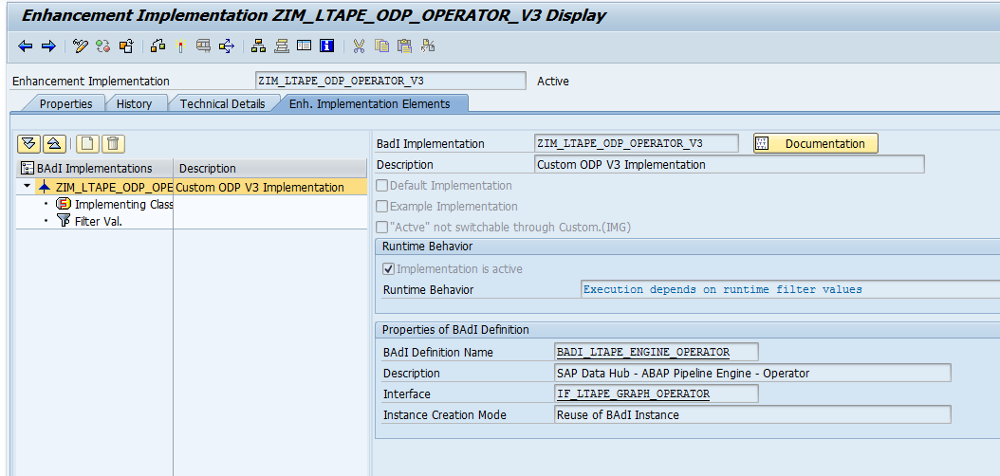 Enhancement Implementation ZIM_LTAPE_ODP_OPERATOR_V3 Display
Enhancement Implementation ZIM_LTAPE_ODP_OPERATOR_V3 Active
Properties History Technical Details Enh. Implementation Elements
BAdI Implementations Description
ZIM_LTAPE_ODP_OPE Custom ODP V3 Implementation
Implementing Class
Filter Val.
BadI Implementation ZIM_LTAPE_ODP_OPERATOR_V3 Documentation
Description Custom ODP V3 Implementation
Default Implementation
Example Implementation
"Actve" not switchable through Custom.(IMG)
Runtime Behavior
Implementation is active
Runtime Behavior Execution depends on runtime filter values
Properties of BAdI Definition
BAdI Definition Name BADI_LTAPE_ENGINE_OPERATOR
Description SAP Data Hub - ABAP Pipeline Engine - Operator
Interface IF_LTAPE_GRAPH_OPERATOR
Instance Creation Mode Reuse of BAdI Instance